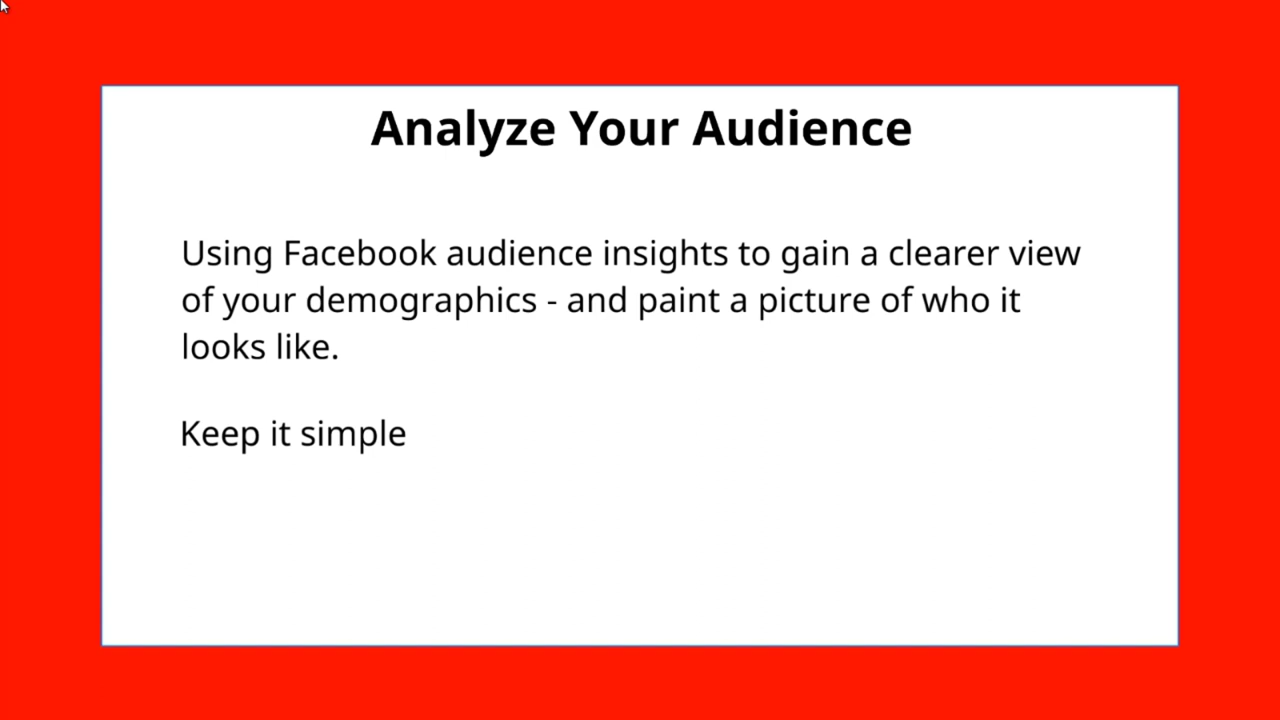 Analyze Your Audience
Using Facebook audience insights to gain a clearer view
of your demographics - and paint a picture of who it
looks like.
Keep it simple